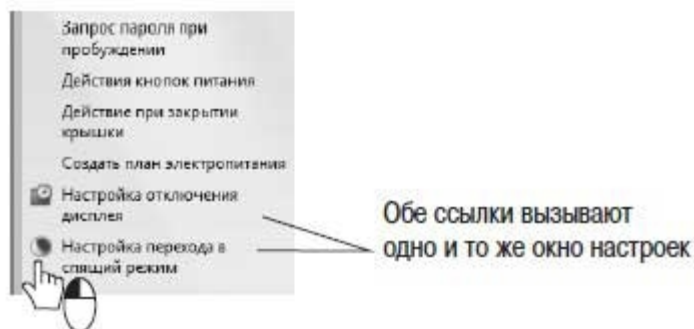 Запрос пароля при
пробуждении
Действия кнопок питания
Действие при закрытии
крышки
Создать план электропитания
Настройка отключения
дисплея
Настройка перехода в
спящий режим
Обе ссылки вызывают
одно и то же окно настроек